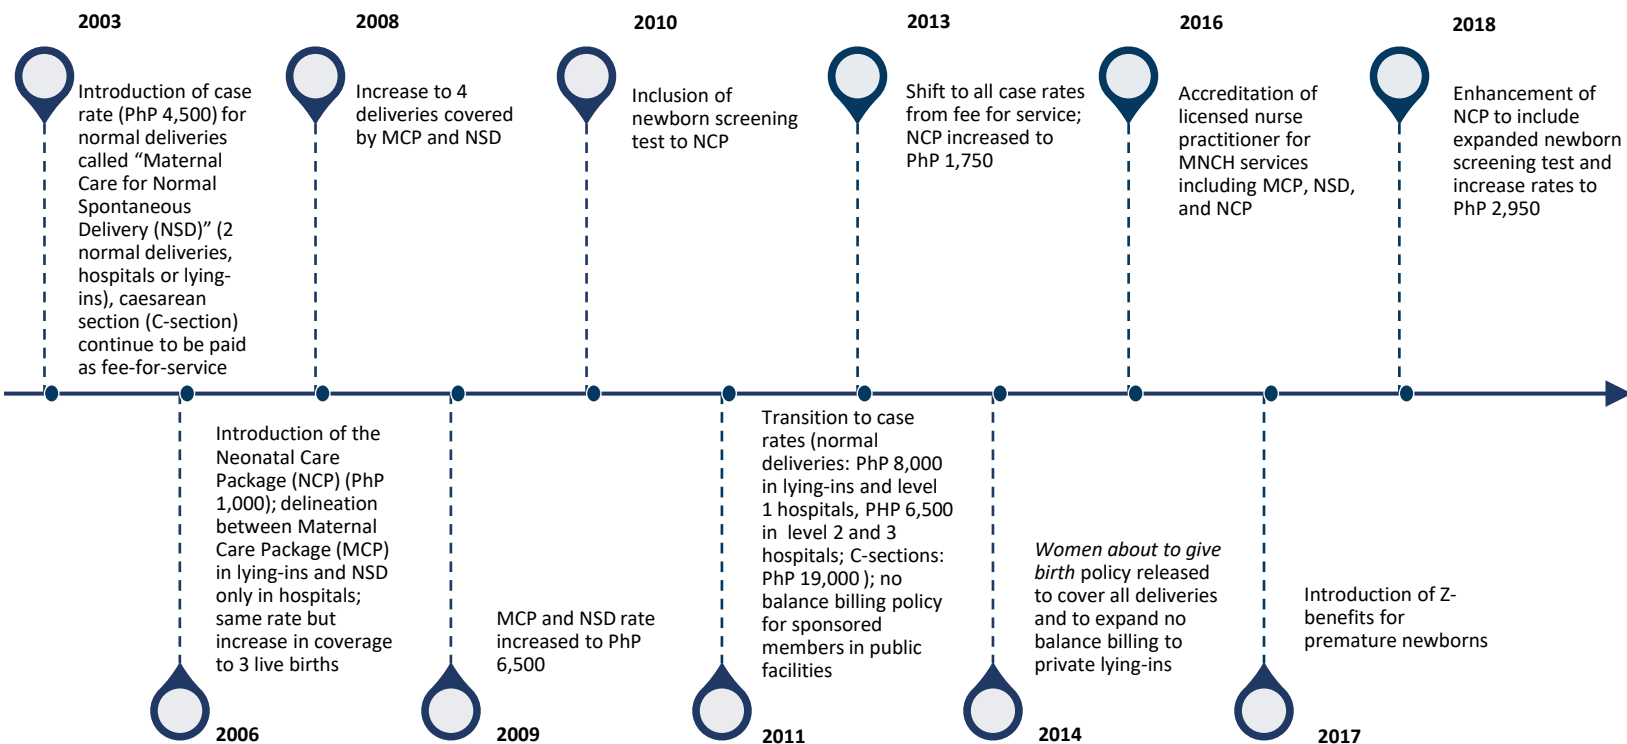 2003
Introduction of case
rate (PhP 4,500) for
normal deliveries
called “Maternal
Care for Normal
Spontaneous
Delivery (NSD)” (2
normal deliveries,
hospitals or lying-
ins), caesarean
section (C-section)
continue to be paid
as fee-for-service
2008
Increase to 4
deliveries covered
by MCP and NSD
2010
Inclusion of
newborn screening
test to NCP
2013
Shift to all case rates
from fee for service;
NCP increased to
PhP 1,750
2016
Accreditation of
licensed nurse
practitioner for
MNCH services
including MCP, NSD,
and NCP
2018
Enhancement of
NCP to include
expanded newborn
screening test and
increase rates to
PhP 2,950
Introduction of the
Neonatal Care
Package (NCP) (PhP
1,000); delineation
between Maternal
Care Package (MCP)
in lying-ins and NSD
only in hospitals;
same rate but
increase in coverage
to 3 live births
2006
MCP and NSD rate
increased to PhP
6,500
2009
Transition to case
rates (normal
deliveries: PhP 8,000
in lying-ins and level
1 hospitals, PHP 6,500
in level 2 and 3
hospitals; C-sections:
PhP 19,000 ); no
balance billing policy
for sponsored
members in public
facilities
2011
Women about to give
birth policy released
to cover all deliveries
and to expand no
balance billing to
private lying-ins
2014
Introduction of Z-
benefits for
premature newborns
2017